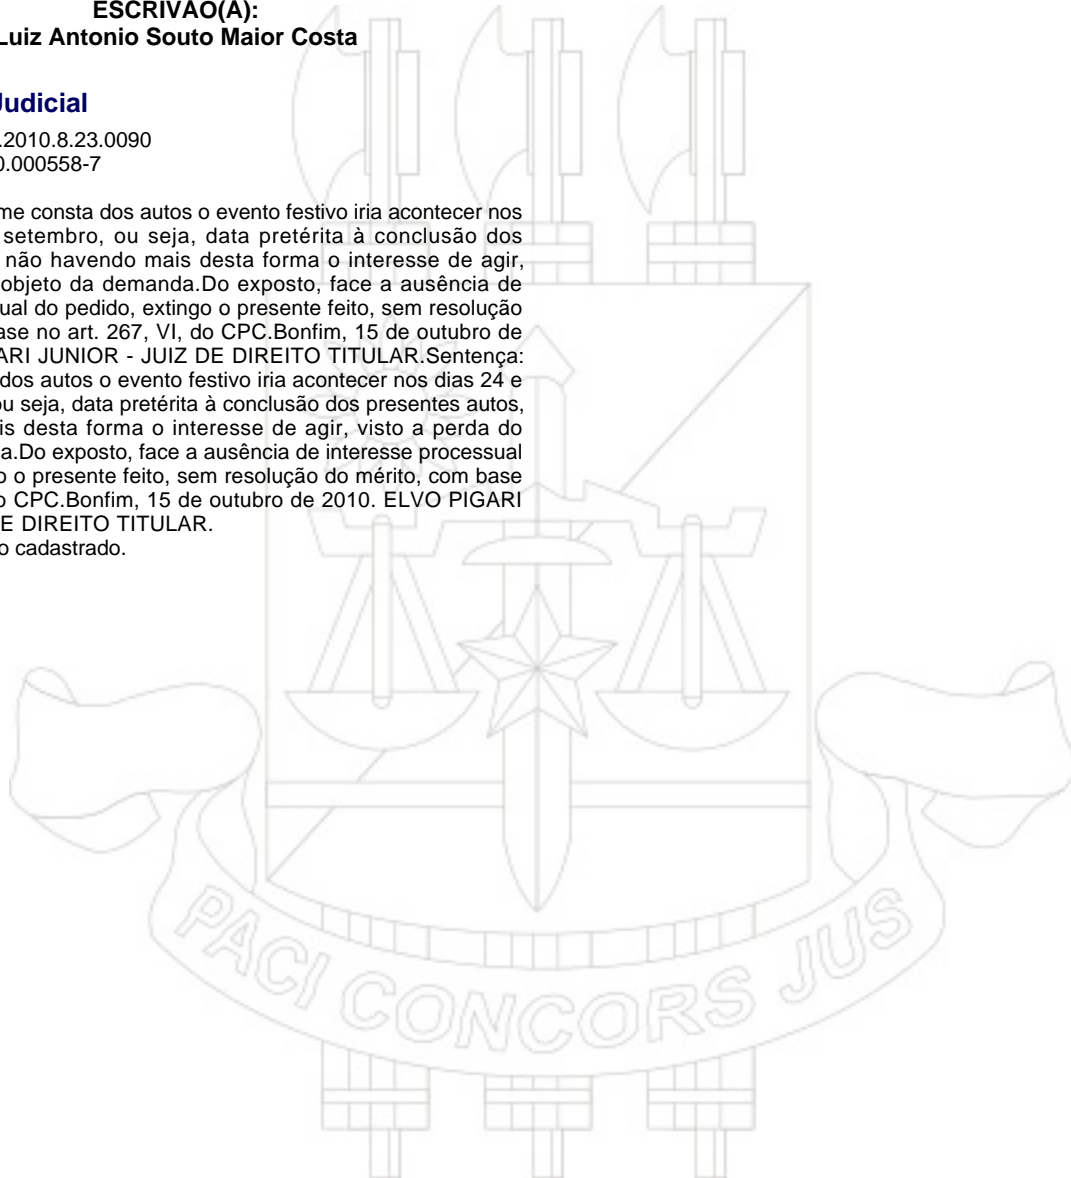 ESCRIVÃO(Ã):
Luiz Antonio Souto Maior Costa
Judicial
.2010.8.23.0090
0.000558-7
me consta dos autos o evento festivo iria acontecer nos
setembro, ou seja, data pretérita à conclusão dos
não havendo mais desta forma o interesse de agir,
objeto da demanda.Do exposto, face a ausência de
ual do pedido, extingo o presente feito, sem resolução
ase no art. 267, VI, do CPC.Bonfim, 15 de outubro de
ARI JUNIOR - JUIZ DE DIREITO TITULAR.Sentença:
dos autos o evento festivo iria acontecer nos dias 24 e
ou seja, data pretérita à conclusão dos presentes autos,
is desta forma o interesse de agir, visto a perda do
a.Do exposto, face a ausência de interesse processual
o o presente feito, sem resolução do mérito, com base
o CPC.Bonfim, 15 de outubro de 2010. ELVO PIGARI
E DIREITO TITULAR.
o cadastrado.
PACI CONCORS JUS